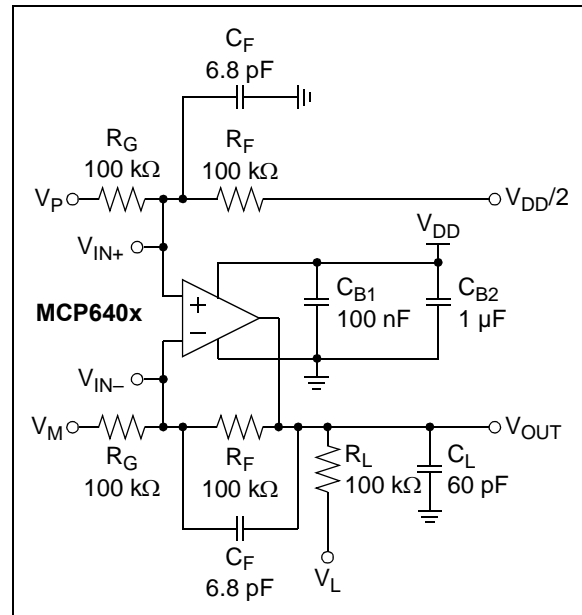 C_F
6.8 pF
R_G
100 kΩ
R_F
100 kΩ
V_P
V_DD/2
V_IN+
V_DD
MCP640x
+
−
C_B1
100 nF
C_B2
1 µF
V_IN−
V_M
V_OUT
R_G
100 kΩ
R_F
100 kΩ
R_L
100 kΩ
C_L
60 pF
C_F
6.8 pF
V_L